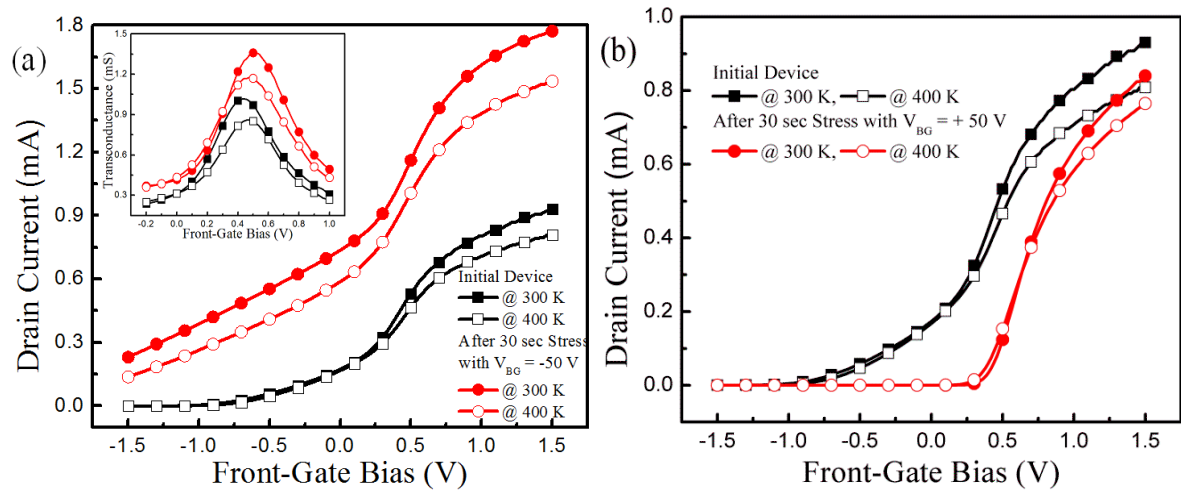 (a)
Drain Current (mA)
1.8
1.5
1.2
0.9
0.6
0.3
0.0
-1.5 -1.0 -0.5 0.0 0.5 1.0 1.5
Front-Gate Bias (V)
Transconductance (mS)
1.5
1.2
0.9
0.6
0.3
-0.2 0.0 0.2 0.4 0.6 0.8 1.0
Front-Gate Bias (V)
Initial Device
@ 300 K
@ 400 K
After 30 sec Stress
with V_BG = -50 V
@ 300 K
@ 400 K
(b)
Drain Current (mA)
1.0
0.8
0.6
0.4
0.2
0.0
-1.5 -1.0 -0.5 0.0 0.5 1.0 1.5
Front-Gate Bias (V)
Initial Device
@ 300 K, @ 400 K
After 30 sec Stress with V_BG = + 50 V
@ 300 K, @ 400 K